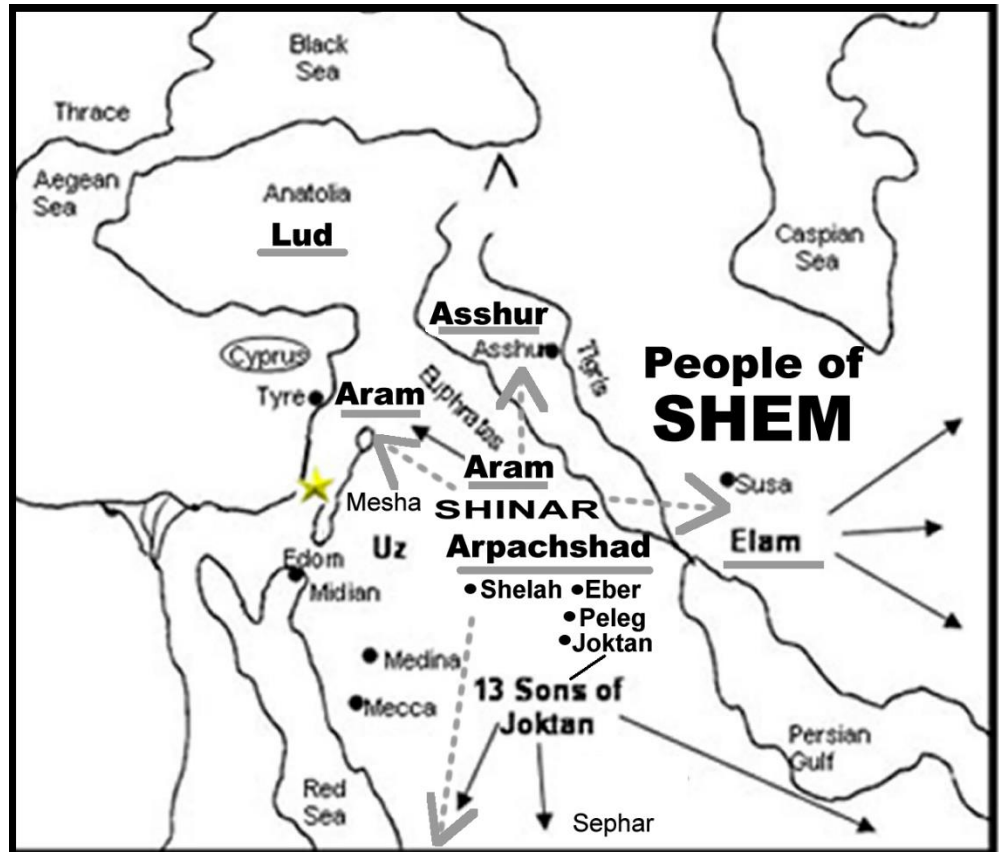 Black
Sea
Thrace
Aegean
Sea
Anatolia
Lud
Caspian
Sea
Asshur
Asshur
Tigris
Cyprus
People of
SHEM
Tyre
Aram
Euphrates
Aram
Susa
Mesha
SHINAR
Elam
Uz
Arpachshad
Edom
Midian
Shelah
Eber
Peleg
Joktan
Medina
Mecca
13 Sons of
Joktan
Persian
Gulf
Red
Sea
Sephar